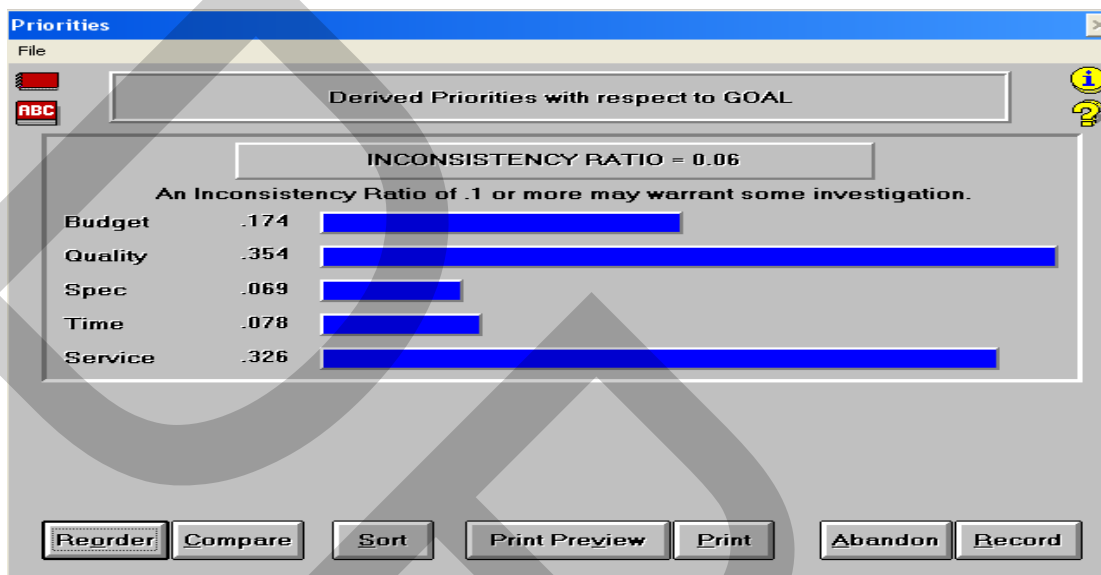 Priorities
File
ABC
Derived Priorities with respect to GOAL
i
?
INCONSISTENCY RATIO = 0.06
An Inconsistency Ratio of .1 or more may warrant some investigation.
Budget .174
Quality .354
Spec .069
Time .078
Service .326
Reorder Compare Sort Print Preview Print Abandon Record